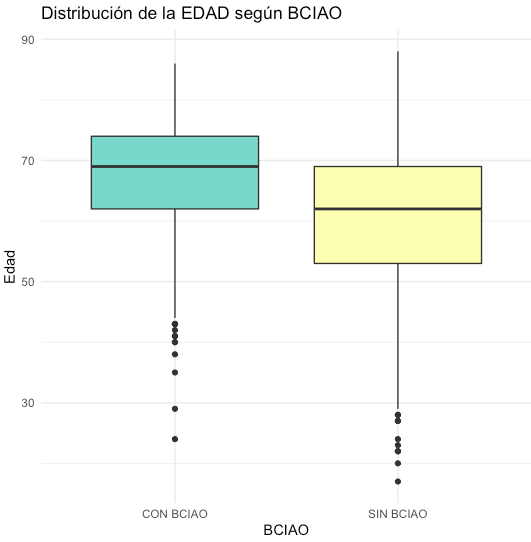 Distribución de la EDAD según BCIAO
90
70
50
30
Edad
CON BCIAO
SIN BCIAO
BCIAO